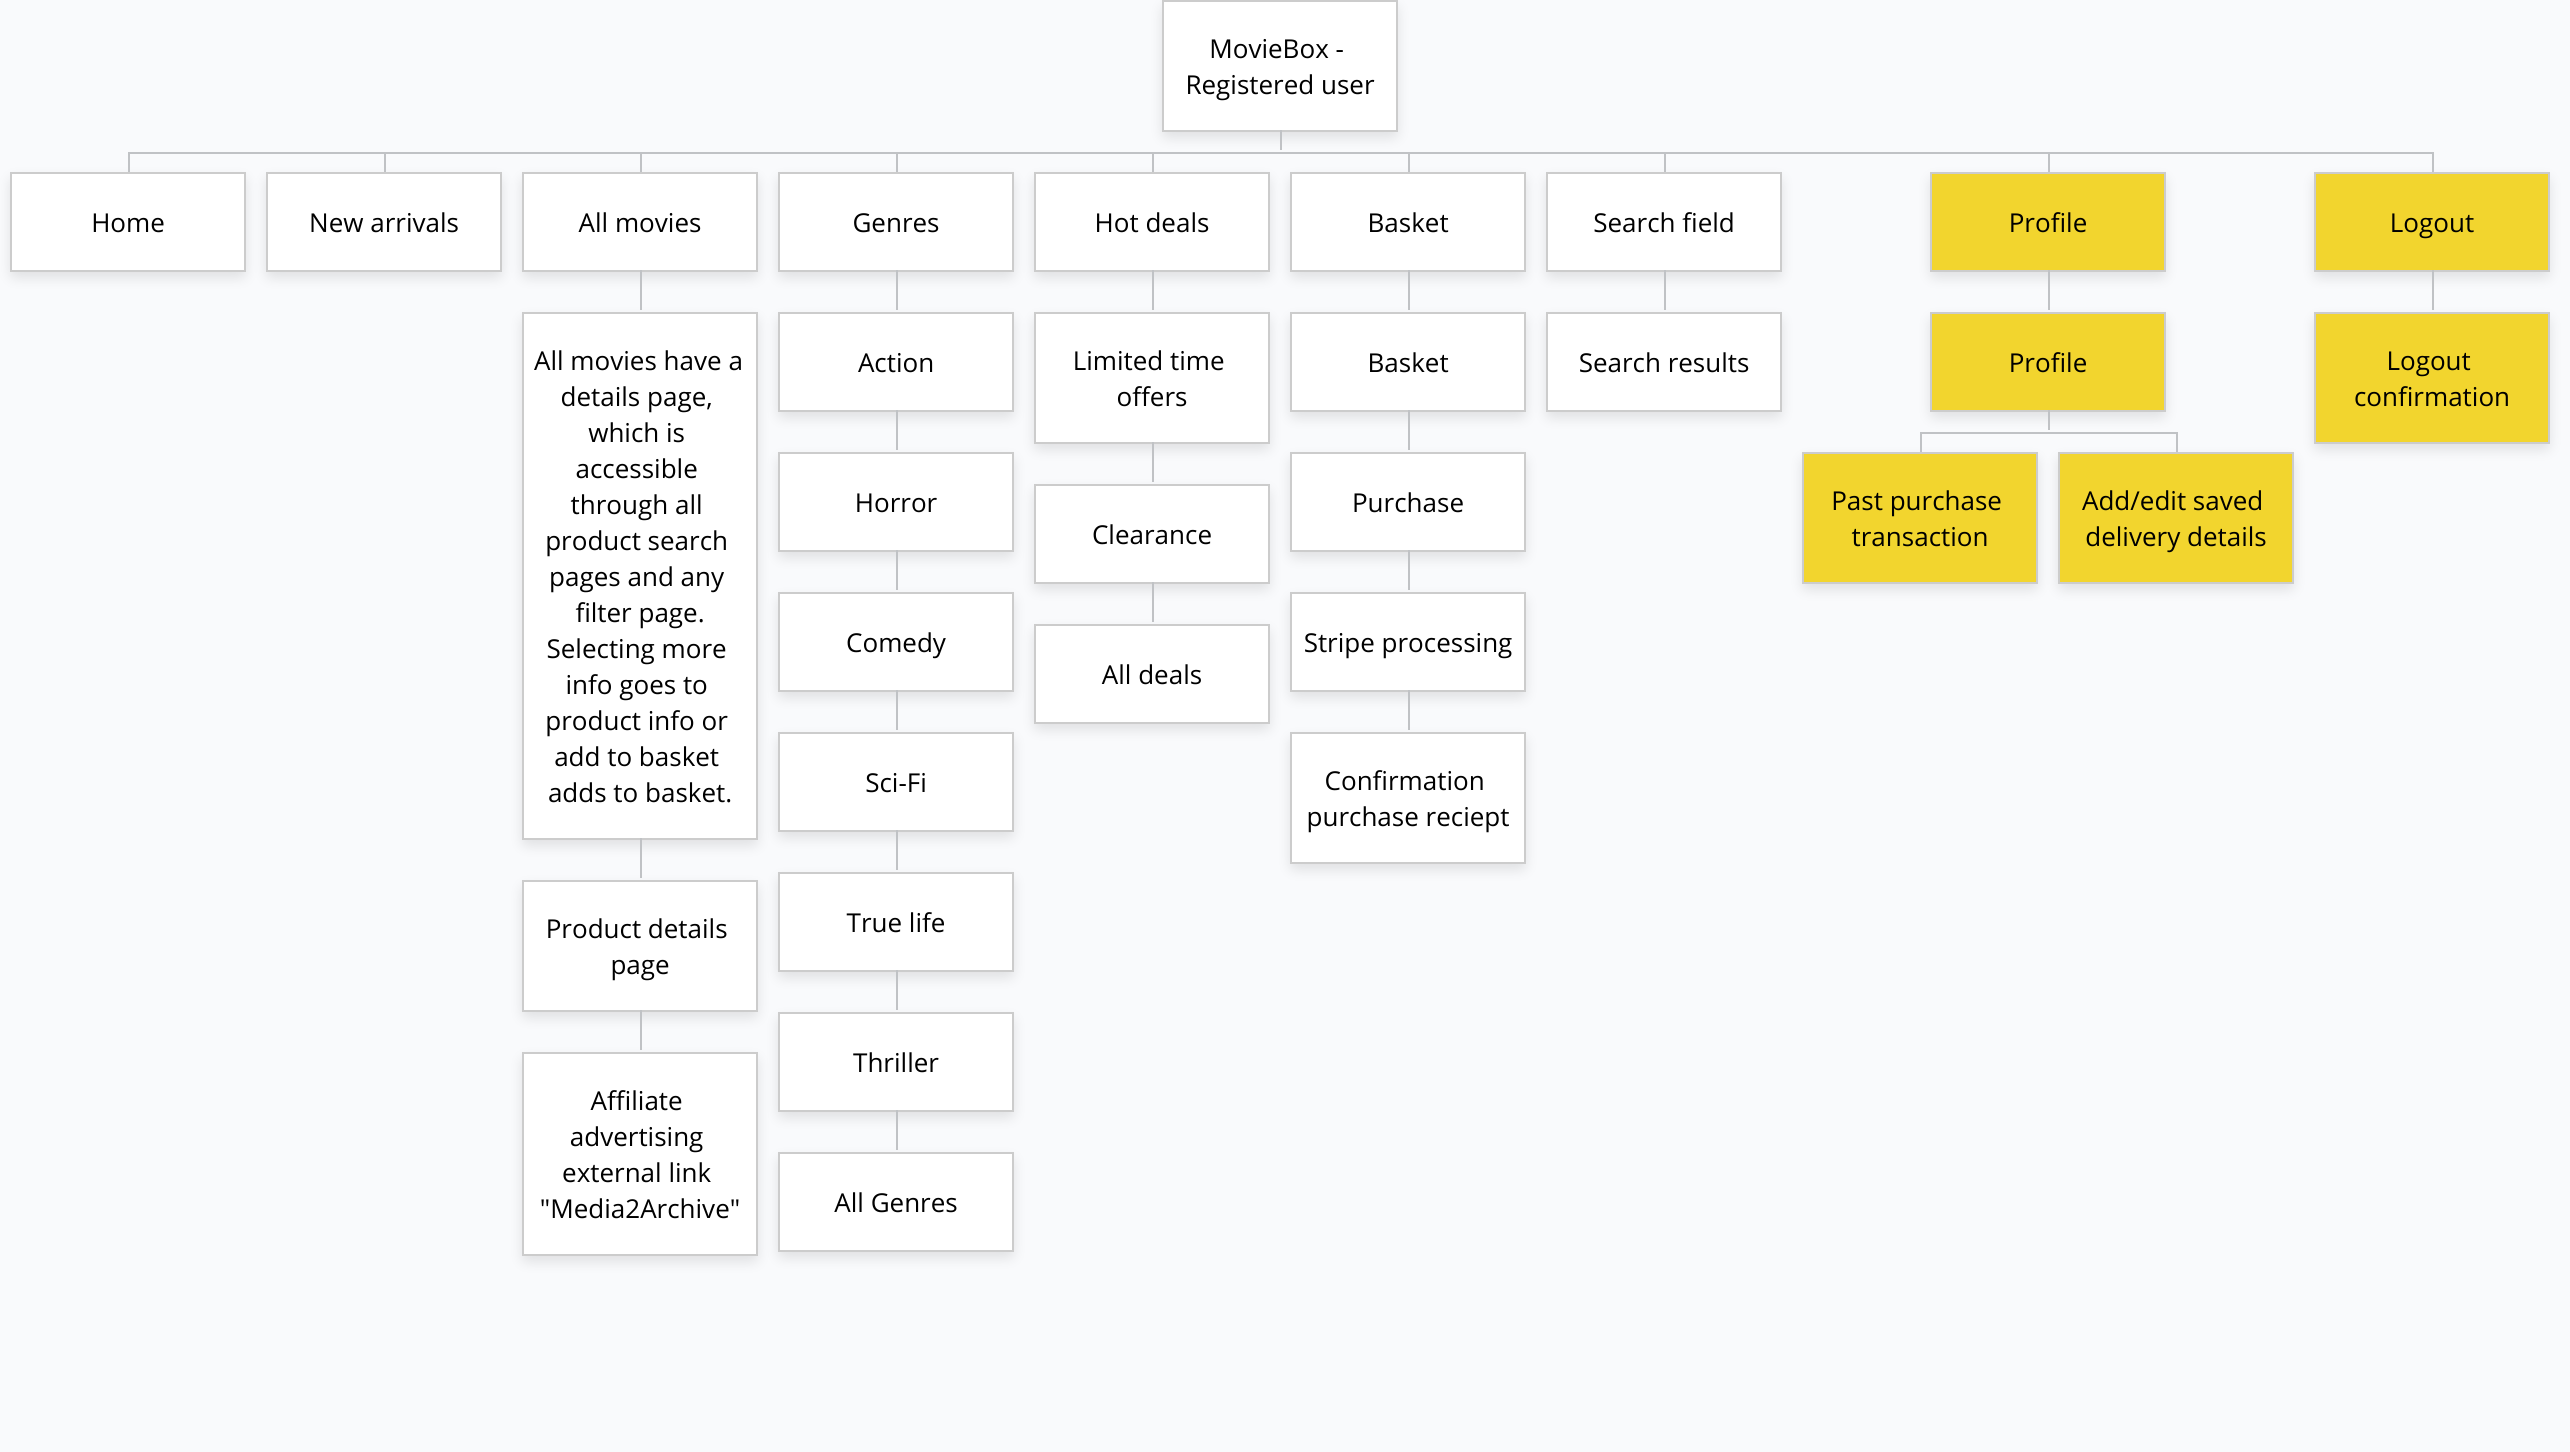 MovieBox -
Registered user
Home
New arrivals
All movies
Genres
Hot deals
Basket
Search field
Profile
Logout
All movies have a
details page,
which is
accessible
through all
product search
pages and any
filter page.
Selecting more
info goes to
product info or
add to basket
adds to basket.
Product details
page
Affiliate
advertising
external link
"Media2Archive"
Action
Horror
Comedy
Sci-Fi
True life
Thriller
All Genres
Limited time
offers
Clearance
All deals
Basket
Purchase
Stripe processing
Confirmation
purchase reciept
Search results
Profile
Past purchase
transaction
Add/edit saved
delivery details
Logout
confirmation